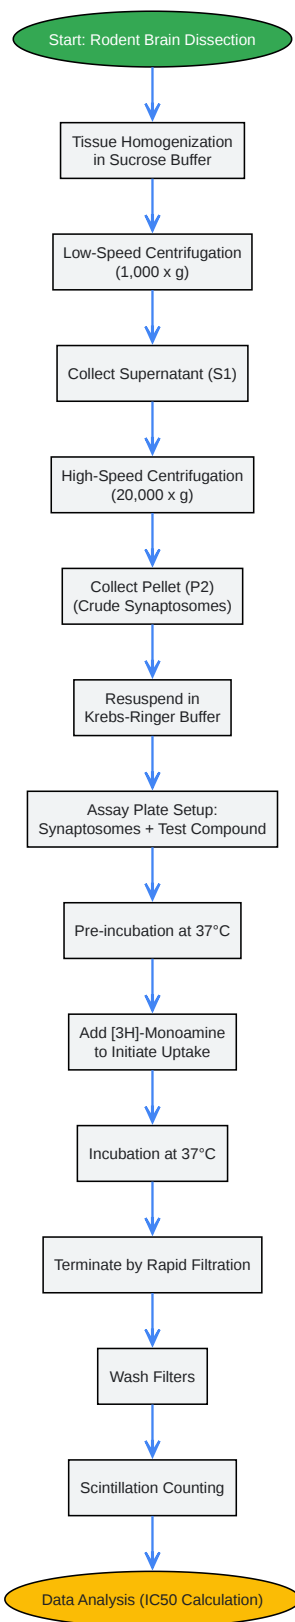 Start: Rodent Brain Dissection
Tissue Homogenization
in Sucrose Buffer
Low-Speed Centrifugation
(1,000 x g)
Collect Supernatant (S1)
High-Speed Centrifugation
(20,000 x g)
Collect Pellet (P2)
(Crude Synaptosomes)
Resuspend in
Krebs-Ringer Buffer
Assay Plate Setup:
Synaptosomes + Test Compound
Pre-incubation at 37°C
Add [3H]-Monoamine
to Initiate Uptake
Incubation at 37°C
Terminate by Rapid Filtration
Wash Filters
Scintillation Counting
Data Analysis (IC50 Calculation)